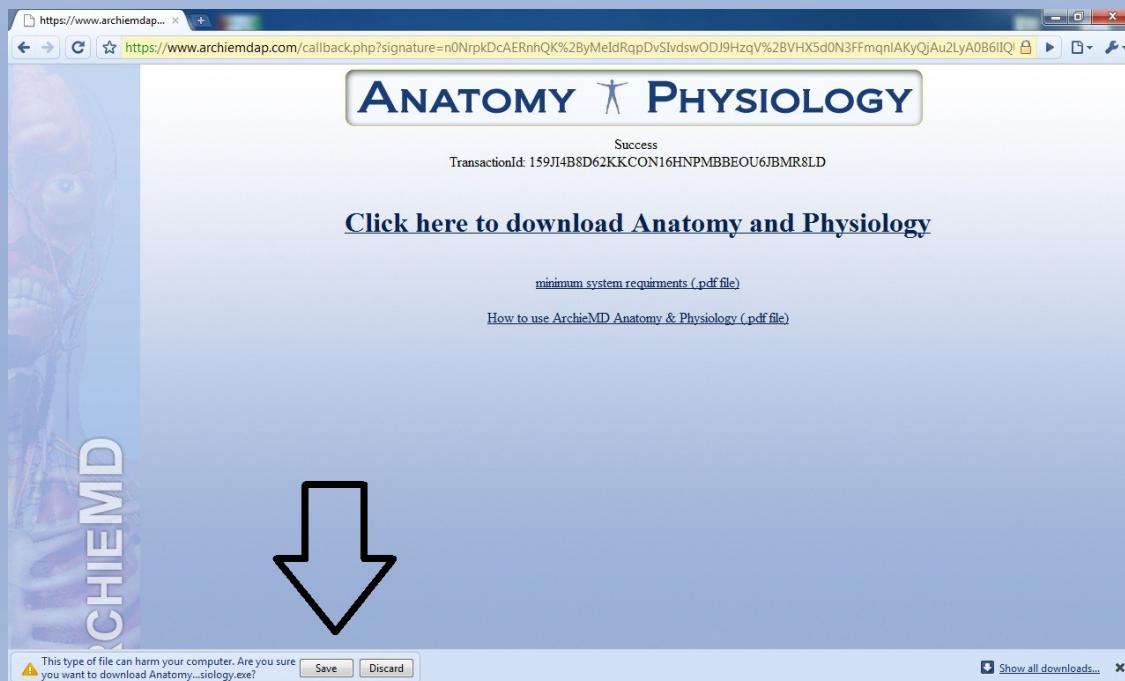 https://www.archiemdap...
https://www.archiemdap.com/callback.php?signature=n0NrpkDcAERnhQK%2ByMeIdRqpDvSIvdswODJ9HzqV%2BVHX5d0N3FFmqnIAKyQjAu2LyA0B6IIQl
ANATOMY PHYSIOLOGY
Success
TransactionId: 159JI4B8D62KKCON16HNPMBBEOU6JBMR8LD
Click here to download Anatomy and Physiology
minimum system requirments (.pdf file)
How to use ArchieMD Anatomy & Physiology (.pdf file)
RCHIEMD
This type of file can harm your computer. Are you sure
you want to download Anatomy...siology.exe?
Save
Discard
Show all downloads...